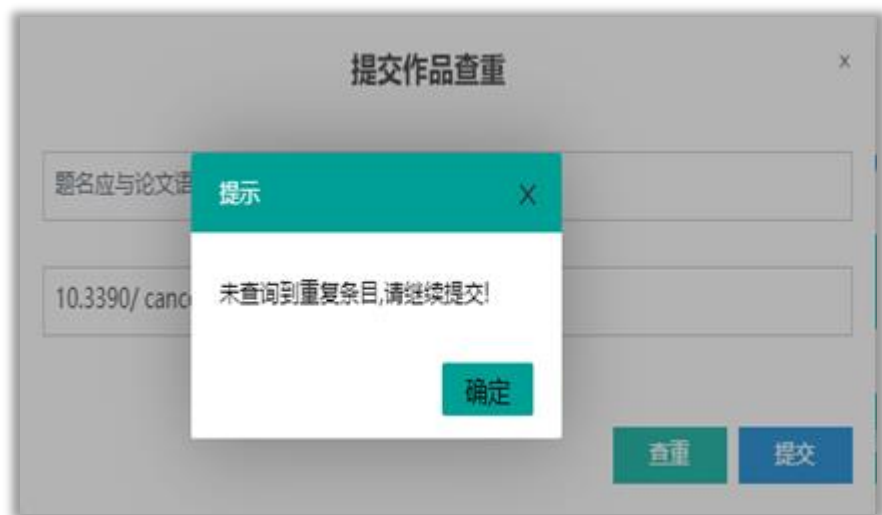 提交作品查重
x
题名应与论文语
提示
X
未查询到重复条目,请继续提交!
10.3390/ canc
确定
查重
提交